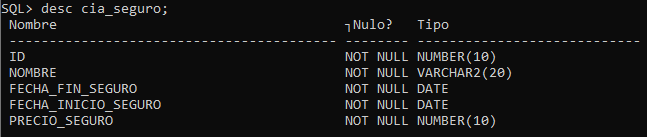 SQL> desc cia_seguro;
Nombre ┐Nulo? Tipo
----------------------------------------- -------- ----------------------------
ID NOT NULL NUMBER(10)
NOMBRE NOT NULL VARCHAR2(20)
FECHA_FIN_SEGURO NOT NULL DATE
FECHA_INICIO_SEGURO NOT NULL DATE
PRECIO_SEGURO NOT NULL NUMBER(10)